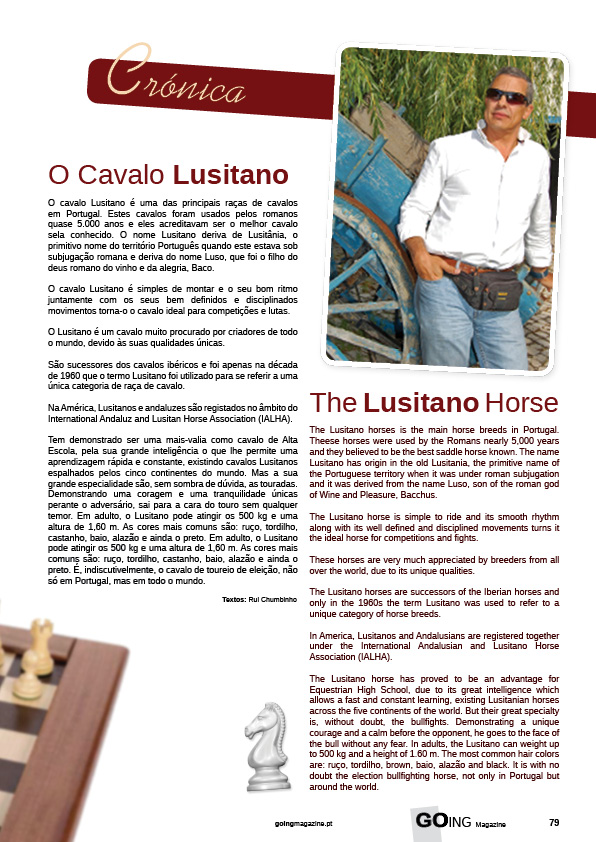 Crónica
O Cavalo Lusitano
O cavalo Lusitano é uma das principais raças de cavalos
em Portugal. Estes cavalos foram usados pelos romanos
quase 5.000 anos e eles acreditavam ser o melhor cavalo
sela conhecido. O nome Lusitano deriva de Lusitânia, o
primitivo nome do território Português quando este estava sob
subjugação romana e deriva do nome Luso, que foi o filho do
deus romano do vinho e da alegria, Baco.
O cavalo Lusitano é simples de montar e o seu bom ritmo
juntamente com os seus bem definidos e disciplinados
movimentos torna-o o cavalo ideal para competições e lutas.
O Lusitano é um cavalo muito procurado por criadores de todo
o mundo, devido às suas qualidades únicas.
São sucessores dos cavalos ibéricos e foi apenas na década
de 1960 que o termo Lusitano foi utilizado para se referir a uma
única categoria de raça de cavalo.
Na América, Lusitanos e andaluzes são registados no âmbito do
International Andaluz and Lusitan Horse Association (IALHA).
Tem demonstrado ser uma mais-valia como cavalo de Alta
Escola, pela sua grande inteligência o que lhe permite uma
aprendizagem rápida e constante, existindo cavalos Lusitanos
espalhados pelos cinco continentes do mundo. Mas a sua
grande especialidade são, sem sombra de dúvida, as touradas.
Demonstrando uma coragem e uma tranquilidade únicas
perante o adversário, sai para a cara do touro sem qualquer
temor. Em adulto, o Lusitano pode atingir os 500 kg e uma
altura de 1,60 m. As cores mais comuns são: ruço, tordilho,
castanho, baio, alazão e ainda o preto. Em adulto, o Lusitano
pode atingir os 500 kg e uma altura de 1,60 m. As cores mais
comuns são: ruço, tordilho, castanho, baio, alazão e ainda o
preto. É, indiscutivelmente, o cavalo de toureio de eleição, não
só em Portugal, mas em todo o mundo.
Textos: Rui Chumbinho
The Lusitano Horse
The Lusitano horses is the main horse breeds in Portugal.
Theese horses were used by the Romans nearly 5,000 years
and they believed to be the best saddle horse known. The name
Lusitano has origin in the old Lusitania, the primitive name of
the Portuguese territory when it was under roman subjugation
and it was derived from the name Luso, son of the roman god
of Wine and Pleasure, Bacchus.
The Lusitano horse is simple to ride and its smooth rhythm
along with its well defined and disciplined movements turns it
the ideal horse for competitions and fights.
These horses are very much appreciated by breeders from all
over the world, due to its unique qualities.
The Lusitano horses are successors of the Iberian horses and
only in the 1960s the term Lusitano was used to refer to a
unique category of horse breeds.
In America, Lusitanos and Andalusians are registered together
under the International Andalusian and Lusitano Horse
Association (IALHA).
The Lusitano horse has proved to be an advantage for
Equestrian High School, due to its great intelligence which
allows a fast and constant learning, existing Lusitanian horses
across the five continents of the world. But their great specialty
is, without doubt, the bullfights. Demonstrating a unique
courage and a calm before the opponent, he goes to the face of
the bull without any fear. In adults, the Lusitano can weight up
to 500 kg and a height of 1.60 m. The most common hair colors
are: ruço, tordilho, brown, baio, alazão and black. It is with no
doubt the election bullfighting horse, not only in Portugal but
around the world.
goingmagazine.pt
GOING Magazine
79